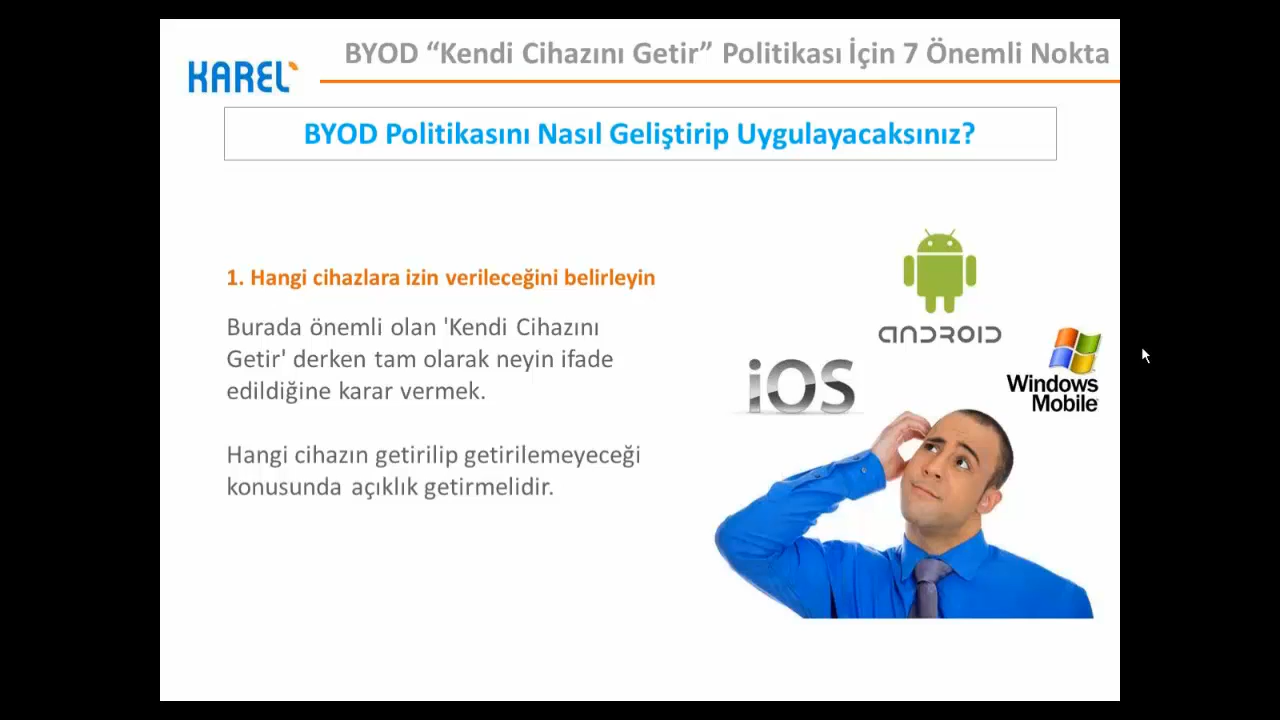 BYOD “Kendi Cihazını Getir” Politikası İçin 7 Önemli Nokta
KAREL
BYOD Politikasını Nasıl Geliştirip Uygulayacaksınız?
1. Hangi cihazlara izin verileceğini belirleyin
Burada önemli olan 'Kendi Cihazını
Getir' derken tam olarak neyin ifade
edildiğine karar vermek.
Hangi cihazın getirilip getirilemeyeceği
konusunda açıklık getirmelidir.
ANDROID
iOS
Windows
Mobile